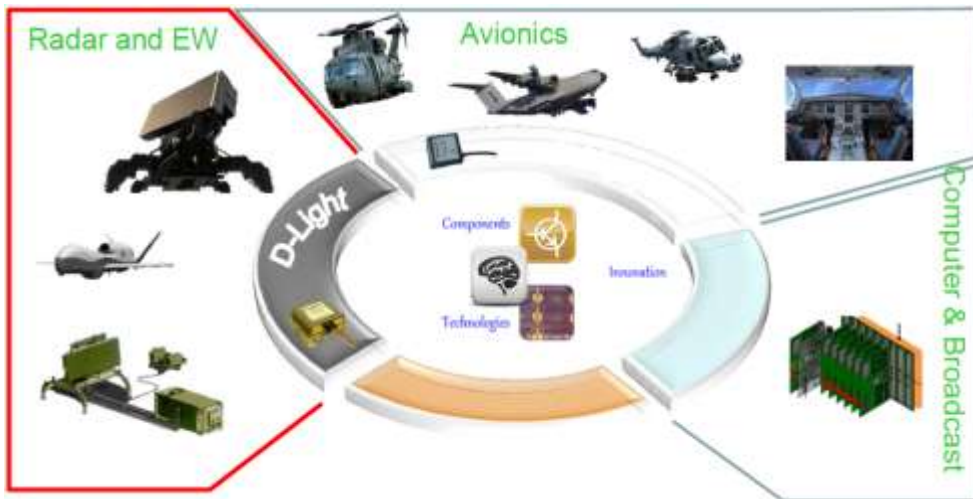 Radar and EW
Avionics
Computer & Broadcast
D-Light
Components
Innovation
Technologies